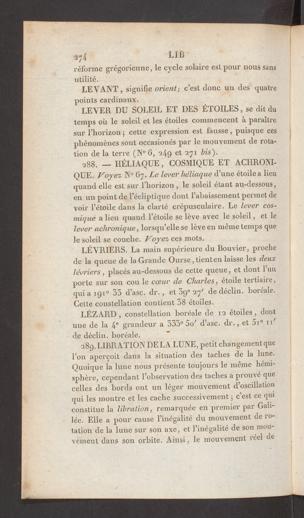 274 LIB
réforme grégorienne, le cycle solaire est pour nous sans
utilité.
LEVANT, signifie orient; c'est donc un des quatre
points cardinaux.
LEVER DU SOLEIL ET DES ÉTOILES, se dit du
temps où le soleil et les étoiles commencent à paraître
sur l'horizon; cette expression est fausse, puisque ces
phénomènes sont occasionés par le mouvement de rota-
tion de la terre (Nos 6, 249 et 271 bis).
288. — HÉLIAQUE, COSMIQUE ET ACHRONI-
QUE. Voyez No 67. Le lever héliaque d'une étoile a lieu
quand elle est sur l'horizon, le soleil étant au-dessous,
en un point de l'écliptique dont l'abaissement permet de
voir l'étoile dans la clarté crépusculaire. Le lever cos-
mique a lieu quand l'étoile se lève avec le soleil, et le
lever achronique, lorsqu'elle se lève en même temps que
le soleil se couche. Voyez ces mots.
LÉVRIERS. La main supérieure du Bouvier, proche
de la queue de la Grande Ourse, tient en laisse les deux
lévriers, placés au-dessous de cette queue, et dont l'un
porte sur son cou le cœur de Charles, étoile tertiaire,
qui a 191° 35 d'asc. dr., et 39° 27' de déclin. boréale.
Cette constellation contient 38 étoiles.
LÉZARD, constellation boréale de 12 étoiles, dont
une de la 4e grandeur a 335° 50' d'asc. dr., et 51° 11'
de déclin. boréale.
289. LIBRATION DE LA LUNE, petit changement que
l'on aperçoit dans la situation des taches de la lune.
Quoique la lune nous présente toujours le même hémi-
sphère, cependant l'observation des taches a prouvé que
celles des bords ont un léger mouvement d'oscillation
qui les montre et les cache successivement; c'est ce qui
constitue la libration, remarquée en premier par Gali-
lée. Elle a pour cause l'inégalité du mouvement de ro-
tation de la lune sur son axe, et l'inégalité de son mou-
vement dans son orbite. Ainsi, le mouvement réel de